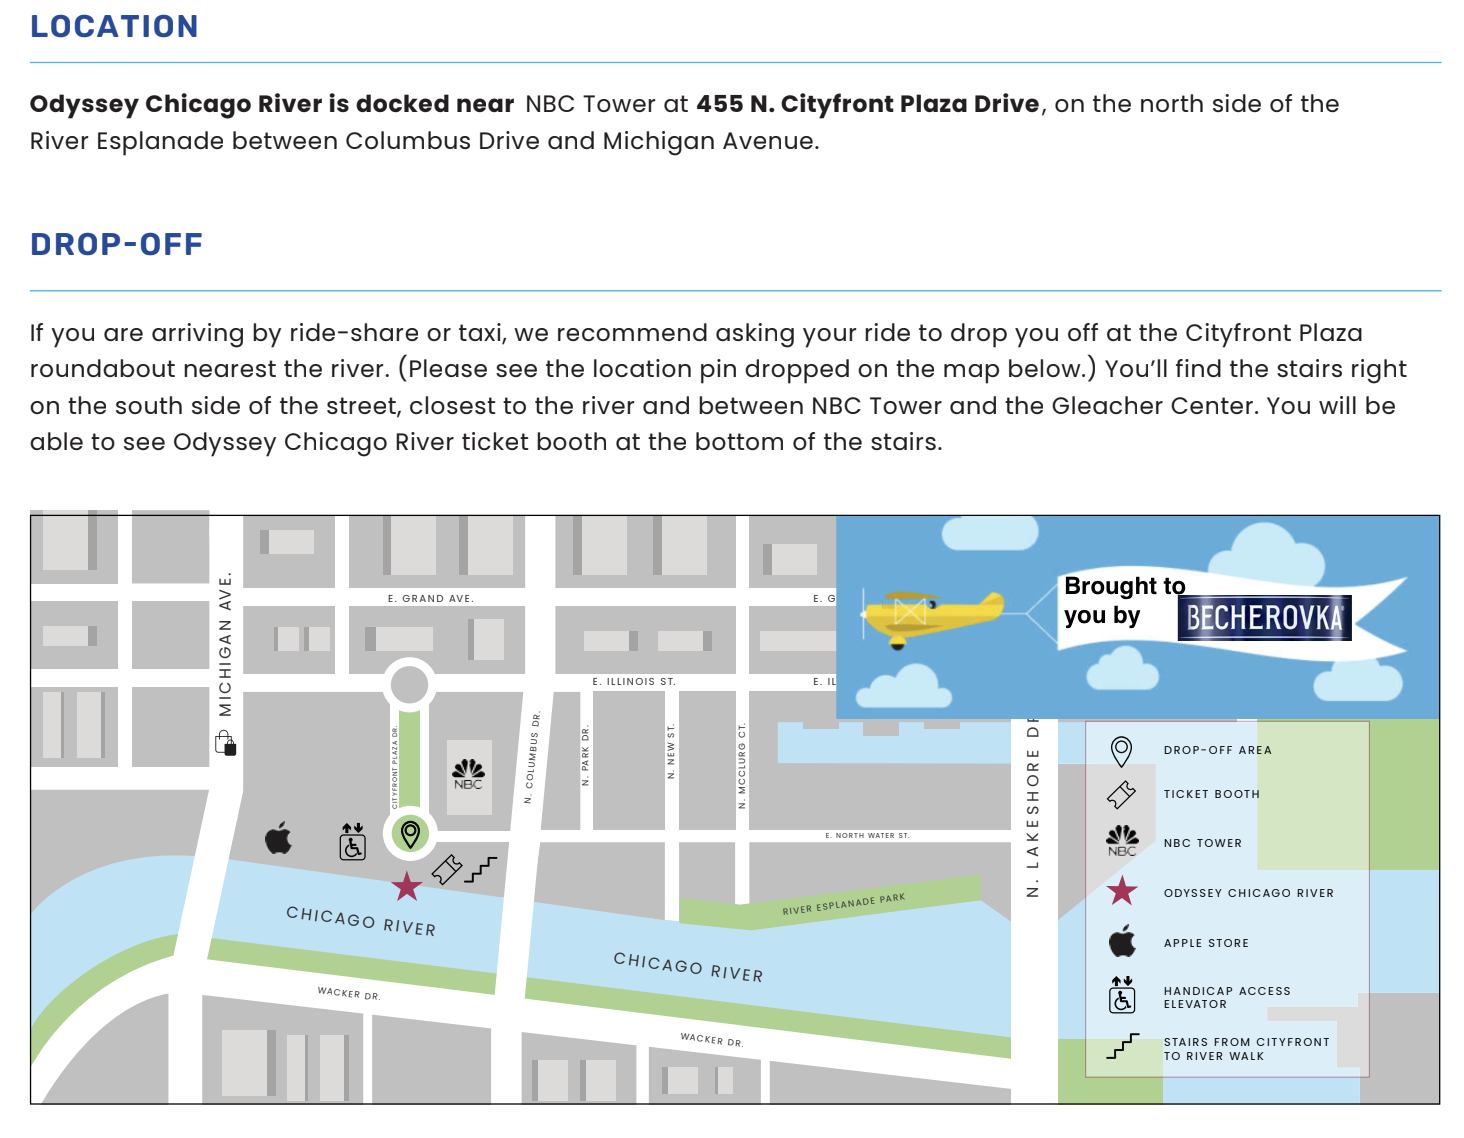 LOCATION
Odyssey Chicago River is docked near NBC Tower at 455 N. Cityfront Plaza Drive, on the north side of the
River Esplanade between Columbus Drive and Michigan Avenue.
DROP-OFF
If you are arriving by ride-share or taxi, we recommend asking your ride to drop you off at the Cityfront Plaza
roundabout nearest the river. (Please see the location pin dropped on the map below.) You’ll find the stairs right
on the south side of the street, closest to the river and between NBC Tower and the Gleacher Center. You will be
able to see Odyssey Chicago River ticket booth at the bottom of the stairs.
Brought to
you by
BECHEROVKA
MICHIGAN AVE.
E. GRAND AVE.
E. G
E. ILLINOIS ST.
E. IL
CITYFRONT PLAZA DR.
NBC
N. COLUMBUS DR.
N. PARK DR.
N. NEW ST.
N. MCCLURG CT.
E. NORTH WATER ST.
N. LAKESHORE DR
RIVER ESPLANADE PARK
CHICAGO RIVER
CHICAGO RIVER
WACKER DR.
WACKER DR.
DROP-OFF AREA
TICKET BOOTH
NBC
NBC TOWER
ODYSSEY CHICAGO RIVER
APPLE STORE
HANDICAP ACCESS
ELEVATOR
STAIRS FROM CITYFRONT
TO RIVER WALK